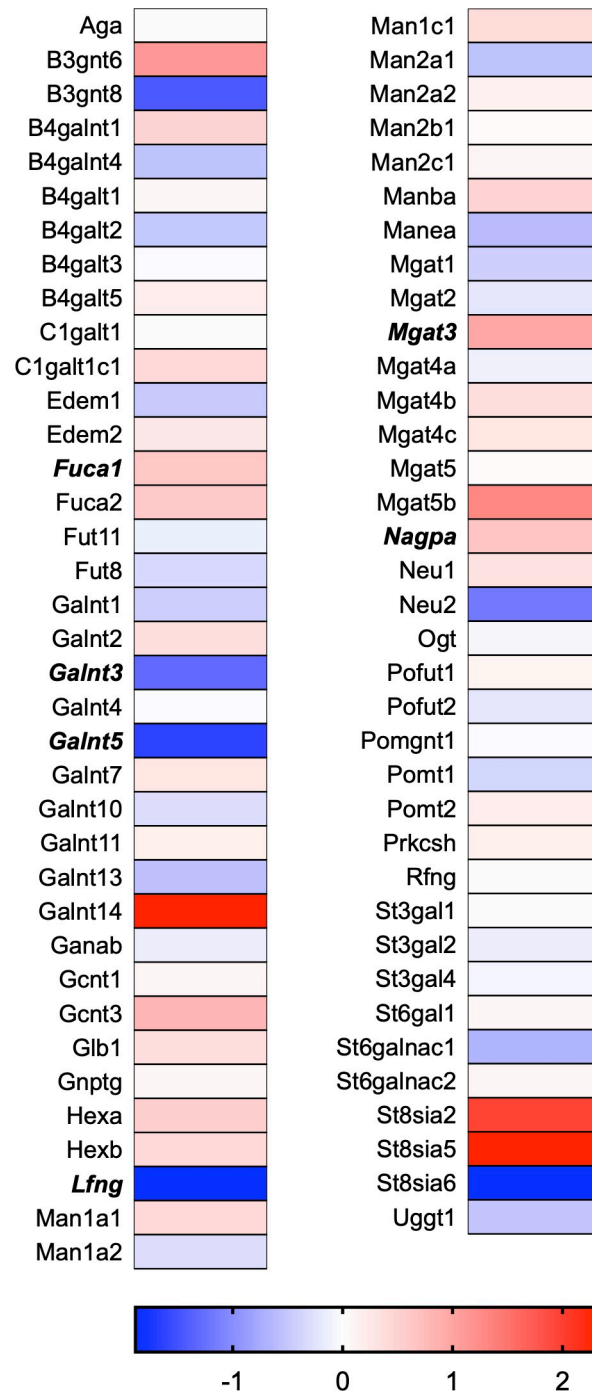 Aga
B3gnt6
B3gnt8
B4galnt1
B4galnt4
B4galt1
B4galt2
B4galt3
B4galt5
C1galt1
C1galt1c1
Edem1
Edem2
Fuca1
Fuca2
Fut11
Fut8
Galnt1
Galnt2
Galnt3
Galnt4
Galnt5
Galnt7
Galnt10
Galnt11
Galnt13
Galnt14
Ganab
Gcnt1
Gcnt3
Glb1
Gnptg
Hexa
Hexb
Lfng
Man1a1
Man1a2
Man1c1
Man2a1
Man2a2
Man2b1
Man2c1
Manba
Manea
Mgat1
Mgat2
Mgat3
Mgat4a
Mgat4b
Mgat4c
Mgat5
Mgat5b
Nagpa
Neu1
Neu2
Ogt
Pofut1
Pofut2
Pomgnt1
Pomt1
Pomt2
Prkcsh
Rfng
St3gal1
St3gal2
St3gal4
St6gal1
St6galnac1
St6galnac2
St8sia2
St8sia5
St8sia6
Uggt1
-1 0 1 2